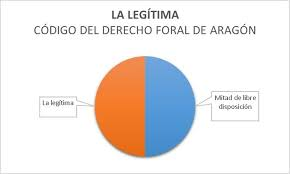 LA LEGÍTIMA
CÓDIGO DEL DERECHO FORAL DE ARAGÓN
La legítima
Mitad de libre
disposición